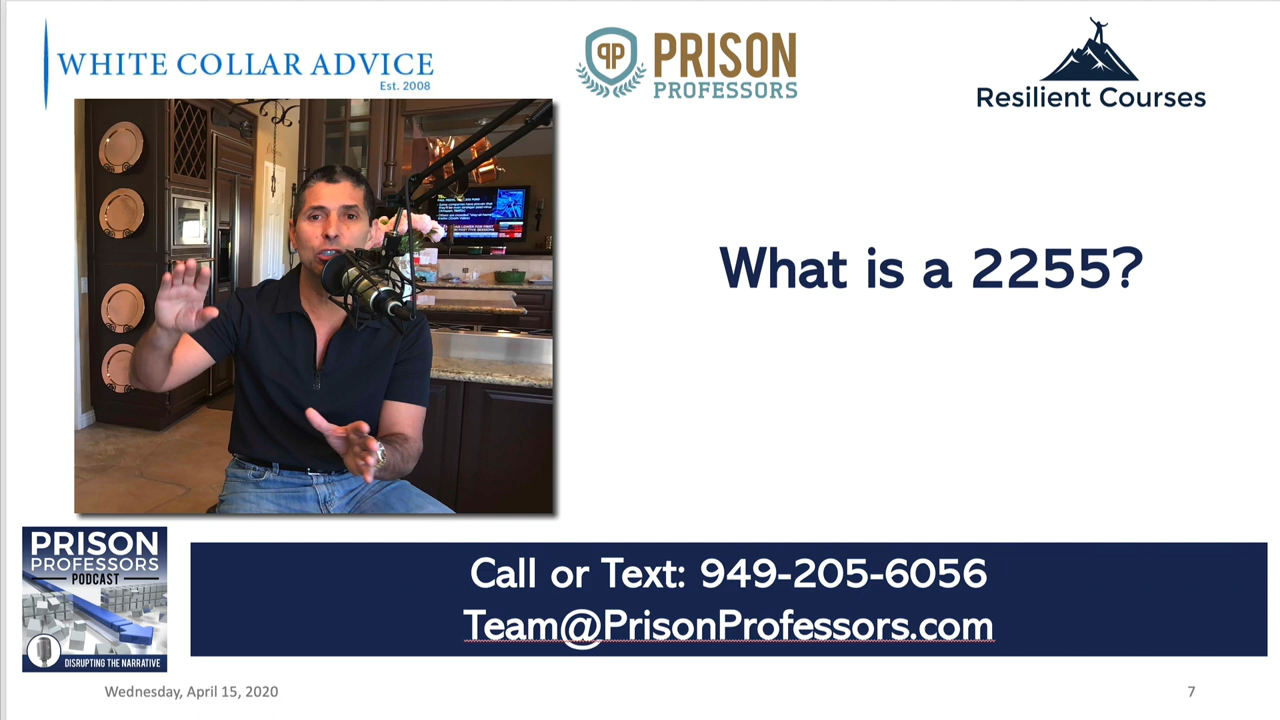 WHITE COLLAR ADVICE
Est. 2008
PRISON
PROFESSORS
Resilient Courses
What is a 2255?
PRISON
PROFESSORS
PODCAST
DISRUPTING THE NARRATIVE
Call or Text: 949-205-6056
Team@PrisonProfessors.com
Wednesday, April 15, 2020
7